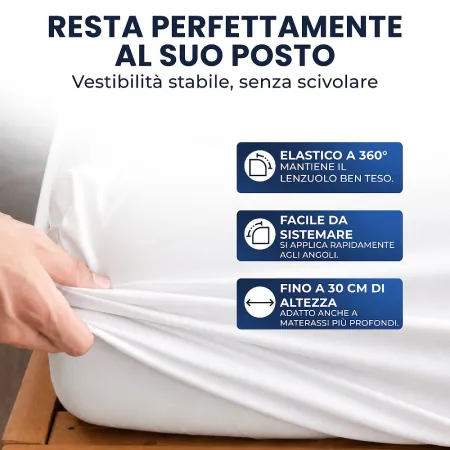 RESTA PERFETTAMENTE
AL SUO POSTO
Vestibilità stabile, senza scivolare
ELASTICO A 360°
MANTIENE IL
LENZUOLO BEN TESO.
FACILE DA
SISTEMARE
SI APPLICA RAPIDAMENTE
AGLI ANGOLI.
FINO A 30 CM DI
ALTEZZA
ADATTO ANCHE A
MATERASSI PIÙ PROFONDI.